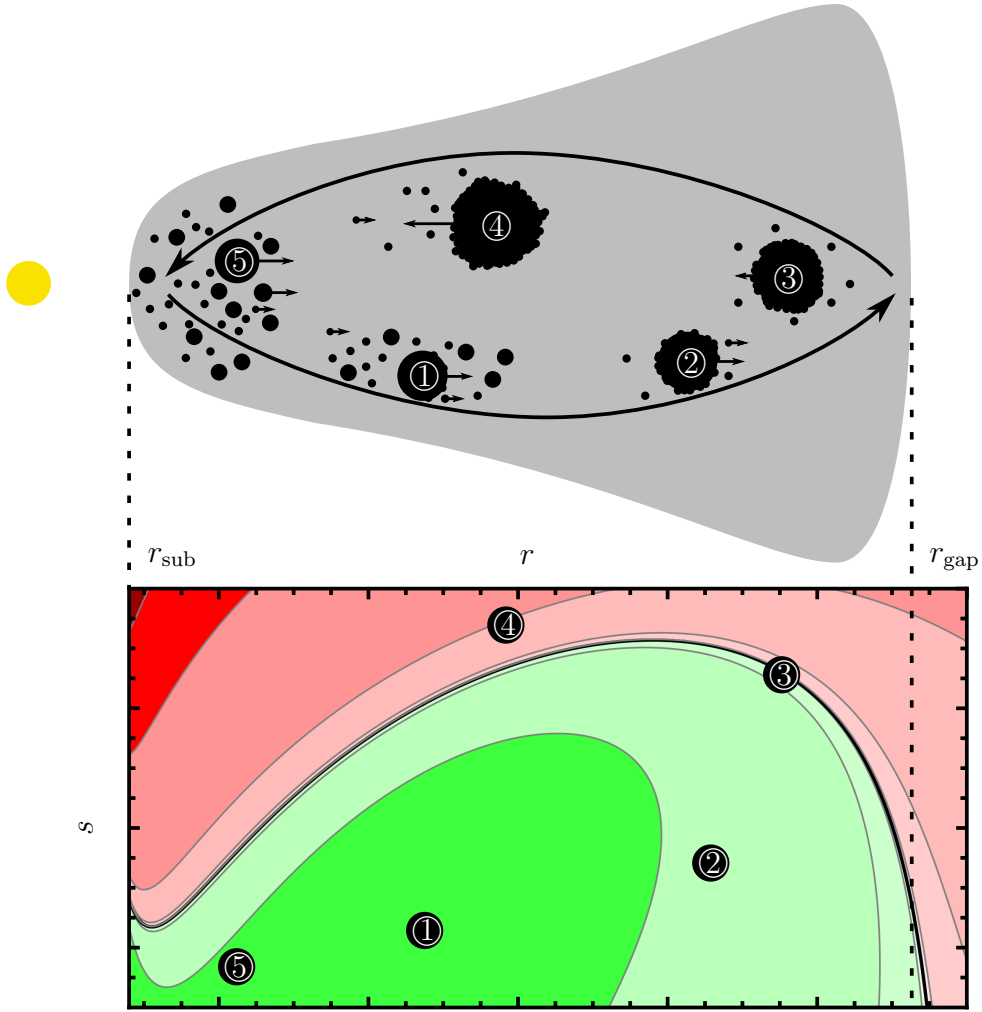 ④
⑤
③
②
①
r_sub
r
r_gap
④
③
s
②
①
⑤